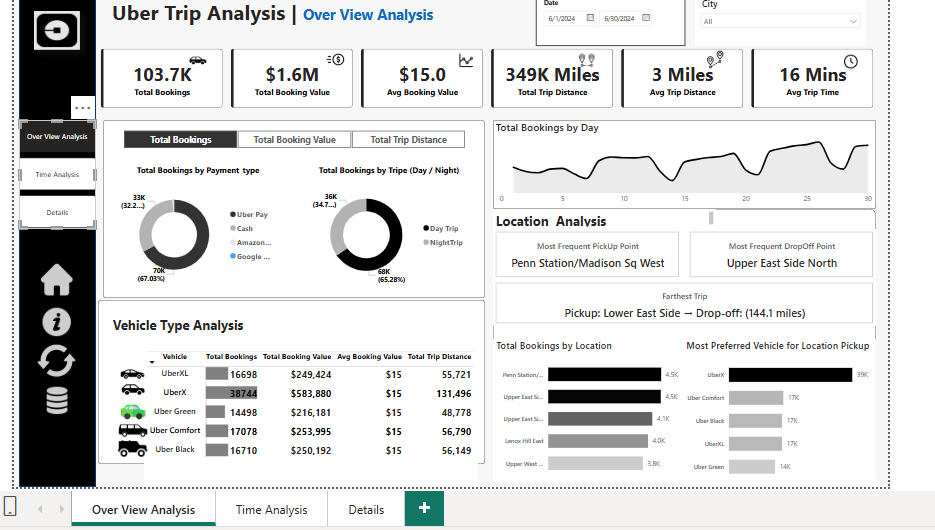 Uber Trip Analysis | Over View Analysis
Date
6/1/2024 6/30/2024
City
All
103.7K
Total Bookings
$1.6M
Total Booking Value
$15.0
Avg Booking Value
349K Miles
Total Trip Distance
3 Miles
Avg Trip Distance
16 Mins
Avg Trip Time
Over View Analysis
Time Analysis
Details
Total Bookings
Total Booking Value
Total Trip Distance
Total Bookings by Payment type
33K
(32.2...)
70K
(67.03%)
Uber Pay
Cash
Amazon...
Google ...
Total Bookings by Tripe (Day / Night)
36K
(34.7...)
68K
(65.28%)
Day Trip
NightTrip
Total Bookings by Day
0 5 10 15 20 25 30
Location Analysis
Most Frequent PickUp Point
Penn Station/Madison Sq West
Most Frequent DropOff Point
Upper East Side North
Farthest Trip
Pickup: Lower East Side → Drop-off: (144.1 miles)
Vehicle Type Analysis
Vehicle Total Bookings Total Booking Value Avg Booking Value Total Trip Distance
UberXL 16698 $249,424 $15 55,721
UberX 38744 $583,880 $15 131,496
Uber Green 14498 $216,181 $15 48,778
Uber Comfort 17078 $253,995 $15 56,790
Uber Black 16710 $250,192 $15 56,149
Total Bookings by Location
Penn Station/... 4.5K
Upper East Si... 4.5K
Upper East Si... 4.1K
Lenox Hill East 4.0K
Upper West ... 3.8K
Most Preferred Vehicle for Location Pickup
UberX 39K
Uber Comfort 17K
Uber Black 17K
UberXL 17K
Uber Green 14K
Over View Analysis
Time Analysis
Details
+